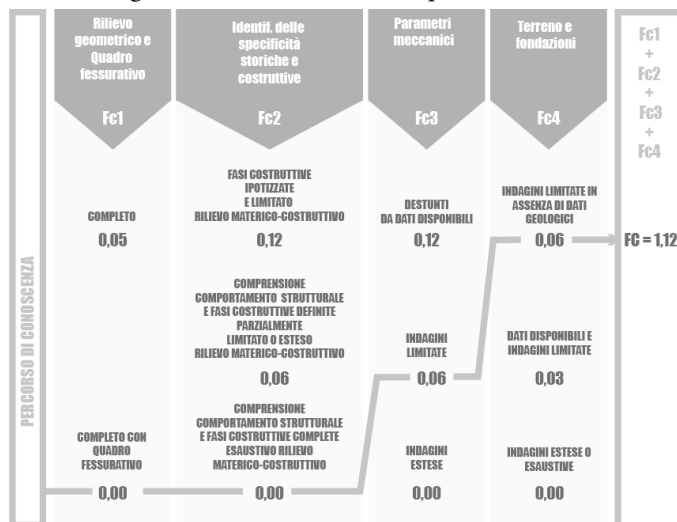 Rilievo
geometrico e
Quadro
fessurativo
Fc1
Identif. delle
specificità
storiche e
costruttive
Fc2
Parametri
meccanici
Fc3
Terreno e
fondazioni
Fc4
Fc1
+
Fc2
+
Fc3
+
Fc4
PERCORSO DI CONOSCENZA
COMPLETO
0,05
FASI COSTRUTTIVE
IPOTIZZATE
E LIMITATO
RILIEVO MATERICO-COSTRUTTIVO
0,12
DESTUNTI
DA DATI DISPONIBILI
0,12
INDAGINI LIMITATE IN
ASSENZA DI DATI
GEOLOGICI
0,06
FC = 1,12
COMPRENSIONE
COMPORTAMENTO STRUTTURALE
E FASI COSTRUTTIVE DEFINITE
PARZIALMENTE
LIMITATO O ESTESO
RILIEVO MATERICO-COSTRUTTIVO
0,06
INDAGINI
LIMITATE
0,06
DATI DISPONIBILI E
INDAGINI LIMITATE
0,03
COMPLETO CON
QUADRO
FESSURATIVO
0,00
COMPRENSIONE
COMPORTAMENTO STRUTTURALE
E FASI COSTRUTTIVE COMPLETE
ESAUSTIVO RILIEVO
MATERICO-COSTRUTTIVO
0,00
INDAGINI
ESTESE
0,00
INDAGINI ESTESE O
ESAUSTIVE
0,00